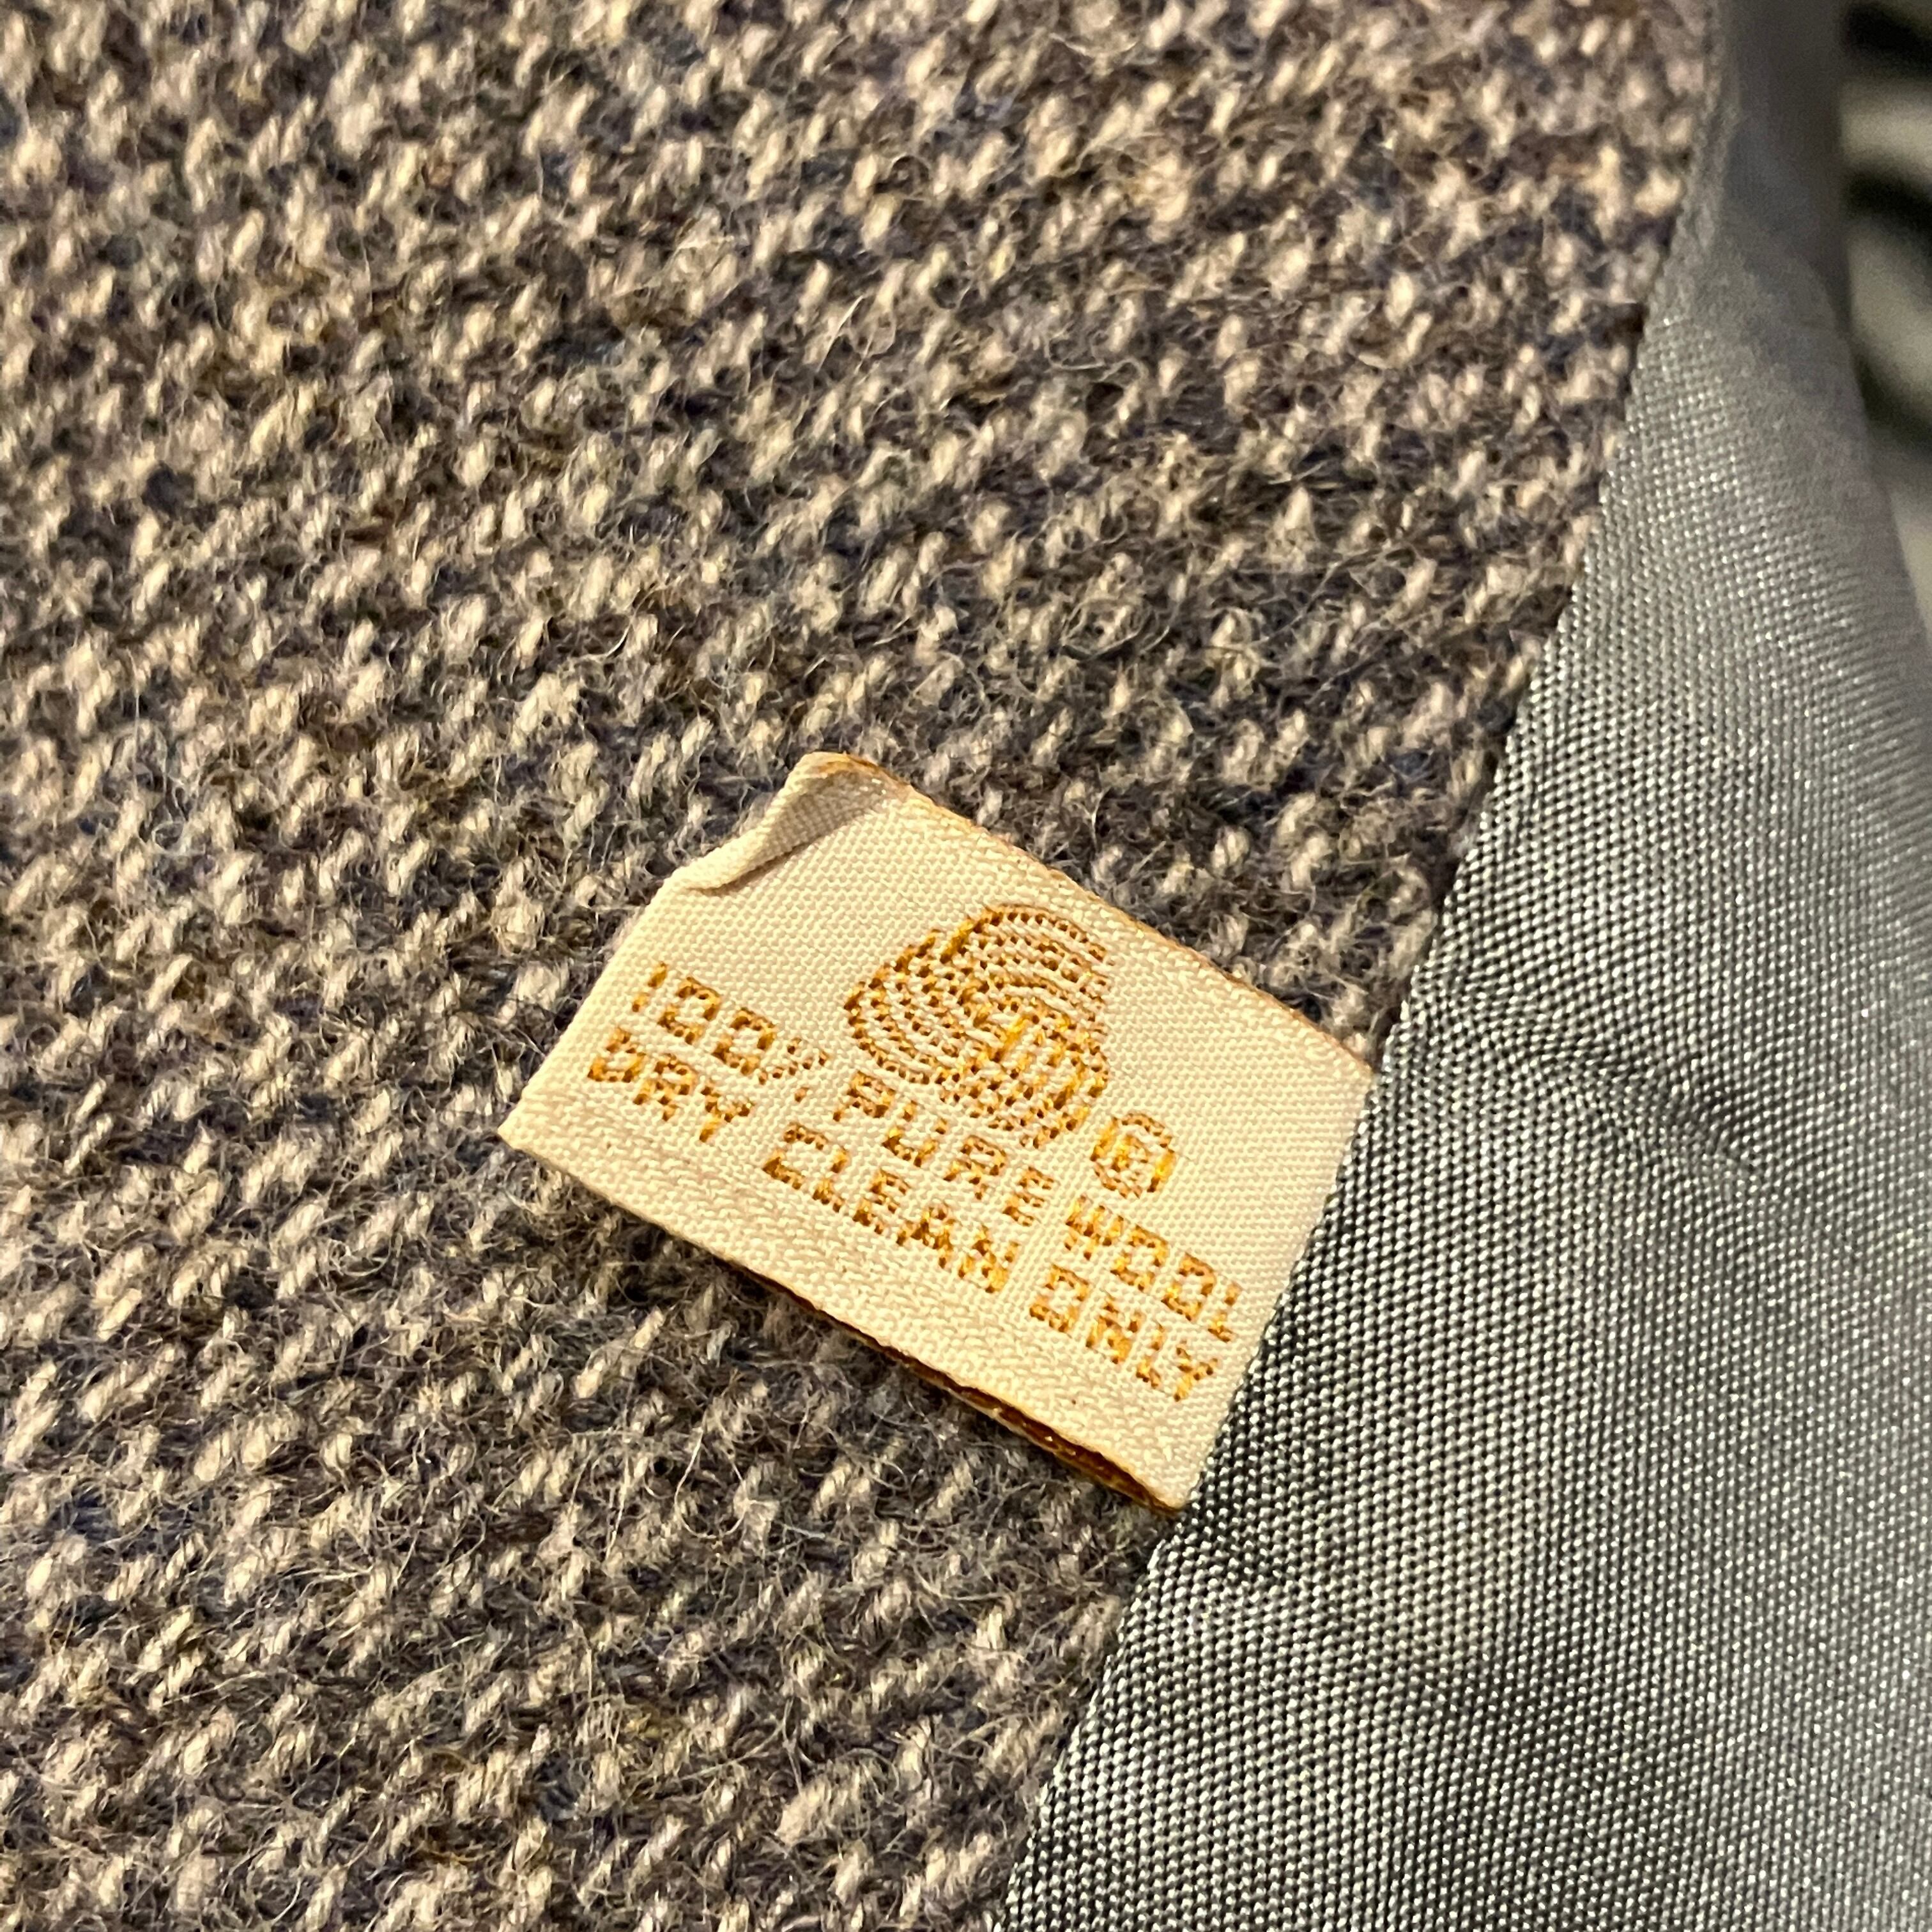 ®
100% PURE WOOL
DRY CLEAN ONLY